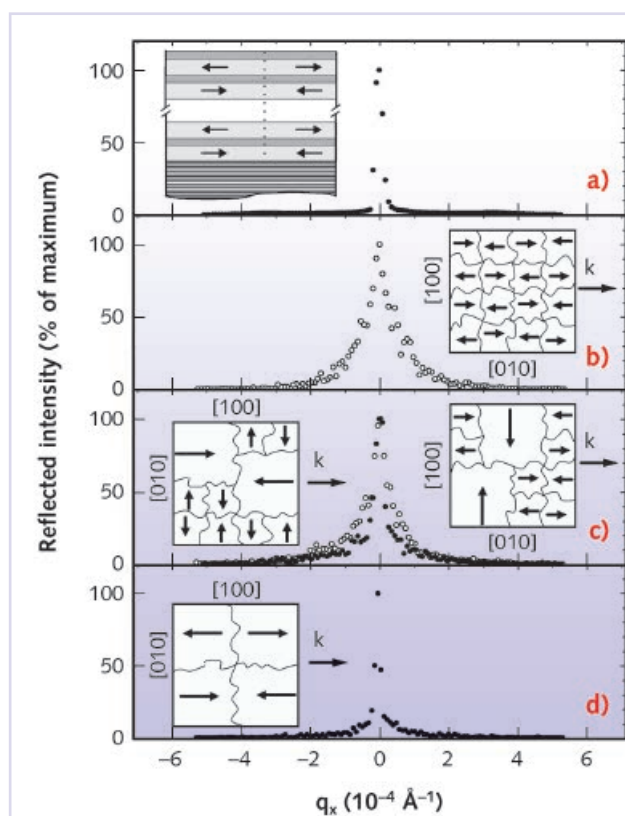 Reflected intensity (% of maximum)
100
50
0
a)
100
50
0
[100]
[010]
k
b)
100
50
0
[100]
[010]
k
[100]
[010]
k
c)
100
50
0
[100]
[010]
k
d)
−6 −4 −2 0 2 4 6
qx (10–4 Å–1)